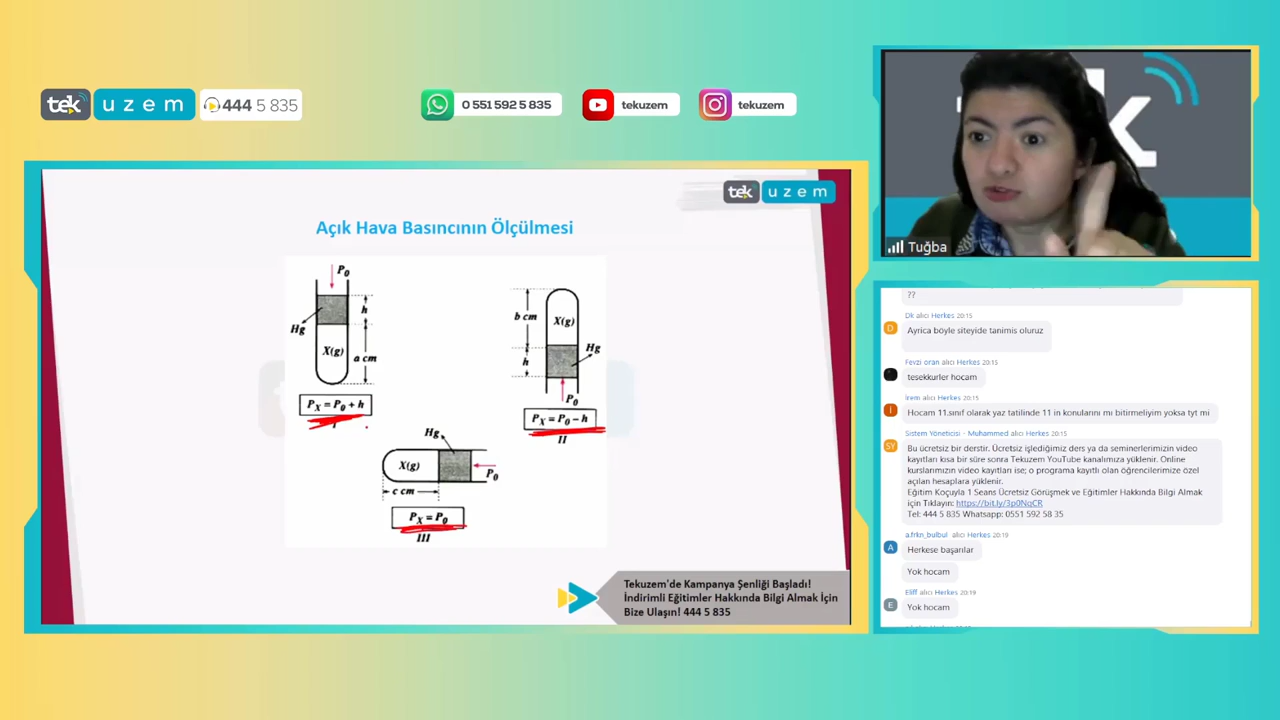 tek uzem 444 5 835
0 551 592 5 835
tekuzem
tekuzem
tek uzem
Açık Hava Basıncının Ölçülmesi
P₀
h
Hg
X(g)
a cm
Pₓ = P₀ + h
I
b cm
X(g)
h
Hg
P₀
Pₓ = P₀ − h
II
Hg
X(g)
P₀
c cm
Pₓ = P₀
III
Tekuzem'de Kampanya Şenliği Başladı!
İndirimli Eğitimler Hakkında Bilgi Almak İçin
Bize Ulaşın! 444 5 835
Tuğba
??
Dk alıcı Herkes 20:15
D
Ayrica böyle siteyide tanimis oluruz
Fevzi oran alıcı Herkes 20:15
tesekkurler hocam
İrem alıcı Herkes 20:15
I
Hocam 11.sınıf olarak yaz tatilinde 11 in konularını mı bitirmeliyim yoksa tyt mi
Sistem Yöneticisi - Muhammed alıcı Herkes 20:15
SY
Bu ücretsiz bir derstir. Ücretsiz işlediğimiz ders ya da seminerlerimizin video
kayıtları kısa bir süre sonra Tekuzem YouTube kanalımıza yüklenir. Online
kurslarımızın video kayıtları ise; o programa kayıtlı olan öğrencilerimize özel
açılan hesaplara yüklenir.
Eğitim Koçuyla 1 Seans Ücretsiz Görüşmek ve Eğitimler Hakkında Bilgi Almak
için Tıklayın: https://bit.ly/3p0NqCR
Tel: 444 5 835 Whatsapp: 0551 592 58 35
a.frkn_bulbul alıcı Herkes 20:19
A
Herkese başarılar
Yok hocam
Eliff alıcı Herkes 20:19
E
Yok hocam